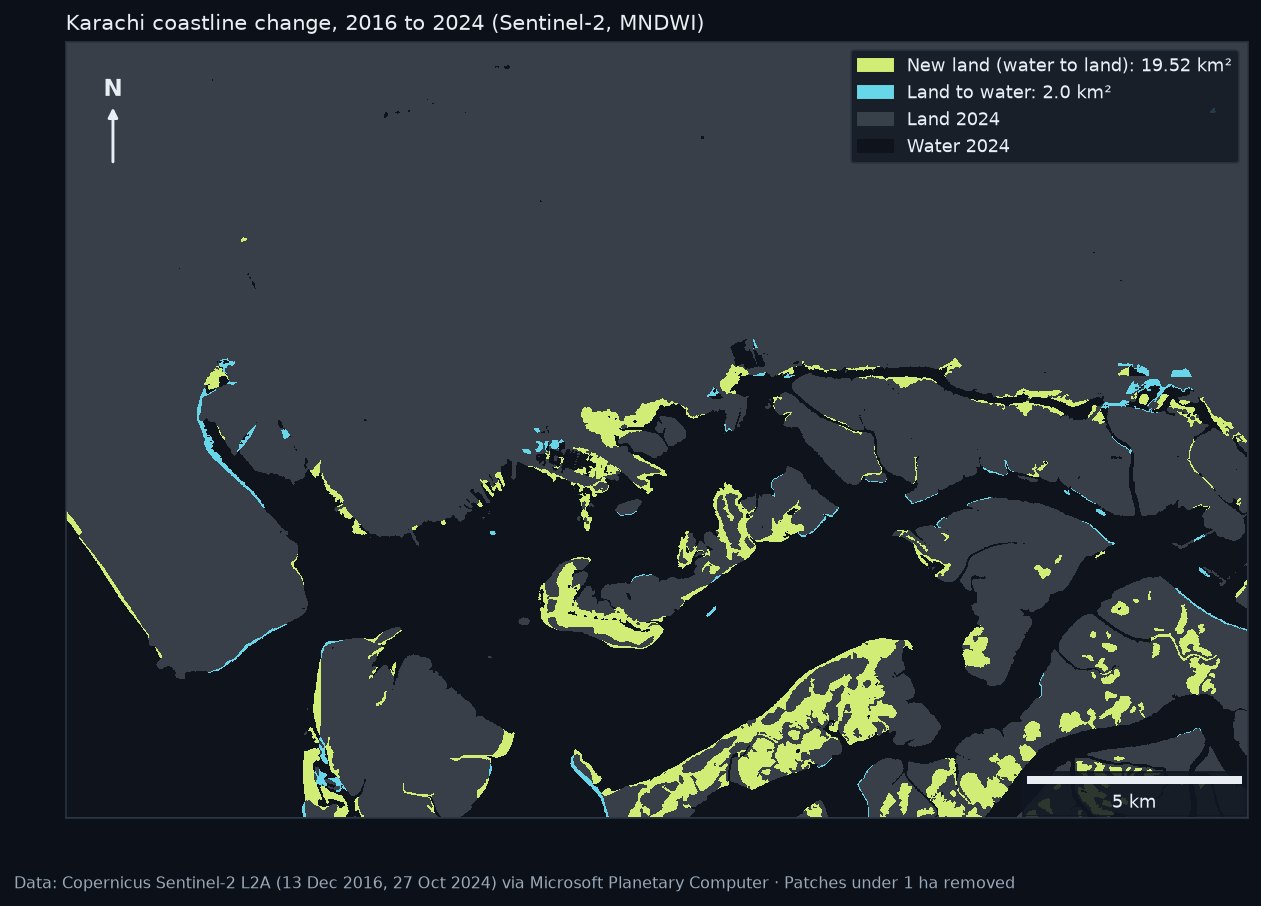 Karachi coastline change, 2016 to 2024 (Sentinel-2, MNDWI)
N
New land (water to land): 19.52 km²
Land to water: 2.0 km²
Land 2024
Water 2024
5 km
Data: Copernicus Sentinel-2 L2A (13 Dec 2016, 27 Oct 2024) via Microsoft Planetary Computer · Patches under 1 ha removed